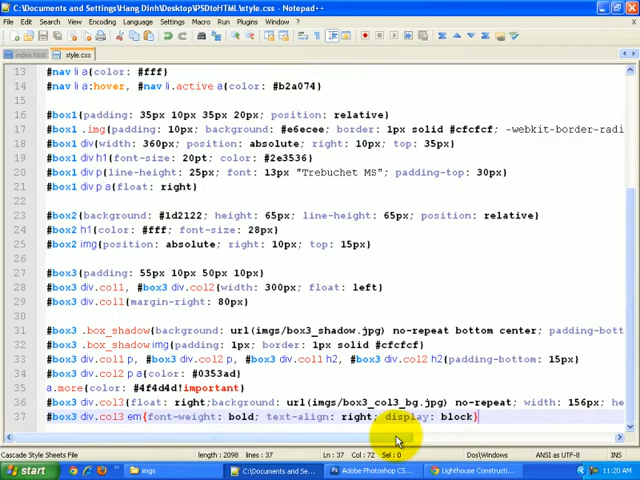 C:\Documents and Settings\Hang Dinh\Desktop\PSDtoHTML\style.css - Notepad++
File Edit Search View Encoding Language Settings Macro Run Plugins Window ?
X
index.html style.css
13 #nav li a{color: #fff}
14 #nav li a:hover, #nav li.active a{color: #b2a074}
15
16 #box1{padding: 35px 10px 35px 20px; position: relative}
17 #box1 .img{padding: 10px; background: #e6ecee; border: 1px solid #cfcfcf; -webkit-border-radi
18 #box1 div{width: 360px; position: absolute; right: 10px; top: 35px}
19 #box1 div h1{font-size: 20pt; color: #2e3536}
20 #box1 div p{line-height: 25px; font: 13px "Trebuchet MS"; padding-top: 30px}
21 #box1 div p a{float: right}
22
23 #box2{background: #1d2122; height: 65px; line-height: 65px; position: relative}
24 #box2 h1{color: #fff; font-size: 28px}
25 #box2 img{position: absolute; right: 10px; top: 15px}
26
27 #box3{padding: 55px 10px 50px 10px}
28 #box3 div.col1, #box3 div.col2{width: 300px; float: left}
29 #box3 div.col1{margin-right: 80px}
30
31 #box3 .box_shadow{background: url(imgs/box3_shadow.jpg) no-repeat bottom center; padding-bott
32 #box3 .box_shadow img{border: 1px solid #cfcfcf}
33 #box3 div.col1 p, #box3 div.col2 p, #box3 div.col1 h2, #box3 div.col2 h2{padding-bottom: 15px}
34 #box3 div.col2 p a{color: #0353ad}
35 a.more{color: #4f4d4d!important}
36 #box3 div.col3{float: right;background: url(imgs/box3_col3_bg.jpg) no-repeat; width: 156px; he
37 #box3 div.col3 em{font-weight: bold; text-align: right; display: block}
Cascade Style Sheets File length : 2098 lines : 37 Ln : 37 Col : 72 Sel : 0 Dos\Windows ANSI as UTF-8 INS
start imgs C:\Documents and Se... Adobe Photoshop CS... Lighthouse Constructi... 11:20 AM